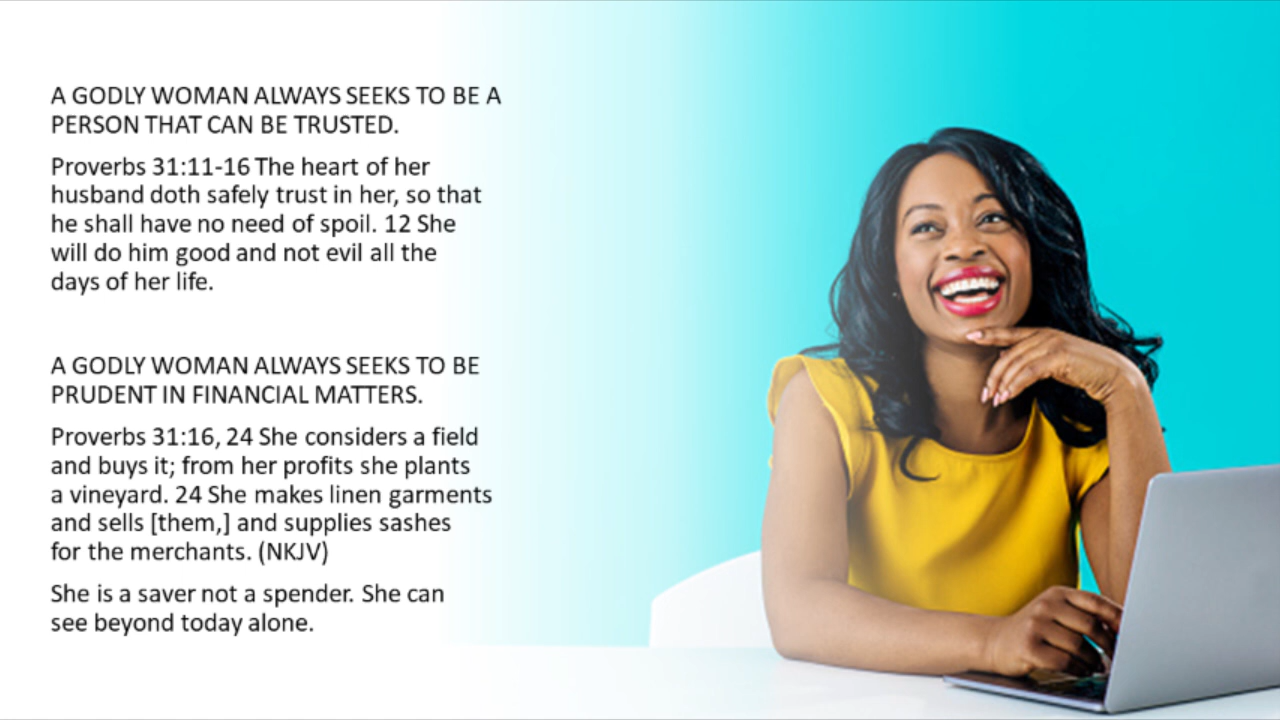 A GODLY WOMAN ALWAYS SEEKS TO BE A
PERSON THAT CAN BE TRUSTED.
Proverbs 31:11-16 The heart of her
husband doth safely trust in her, so that
he shall have no need of spoil. 12 She
will do him good and not evil all the
days of her life.
A GODLY WOMAN ALWAYS SEEKS TO BE
PRUDENT IN FINANCIAL MATTERS.
Proverbs 31:16, 24 She considers a field
and buys it; from her profits she plants
a vineyard. 24 She makes linen garments
and sells [them,] and supplies sashes
for the merchants. (NKJV)
She is a saver not a spender. She can
see beyond today alone.